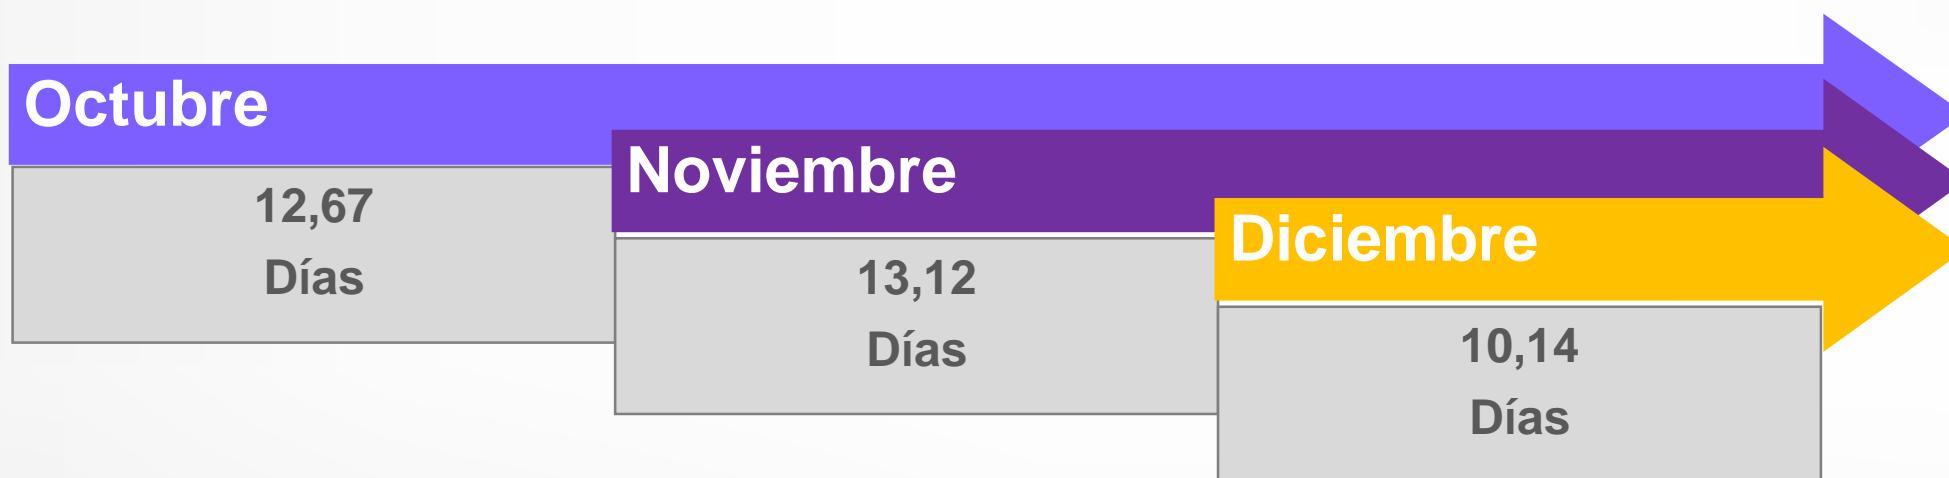 Octubre
12,67
Días
Noviembre
13,12
Días
Diciembre
10,14
Días